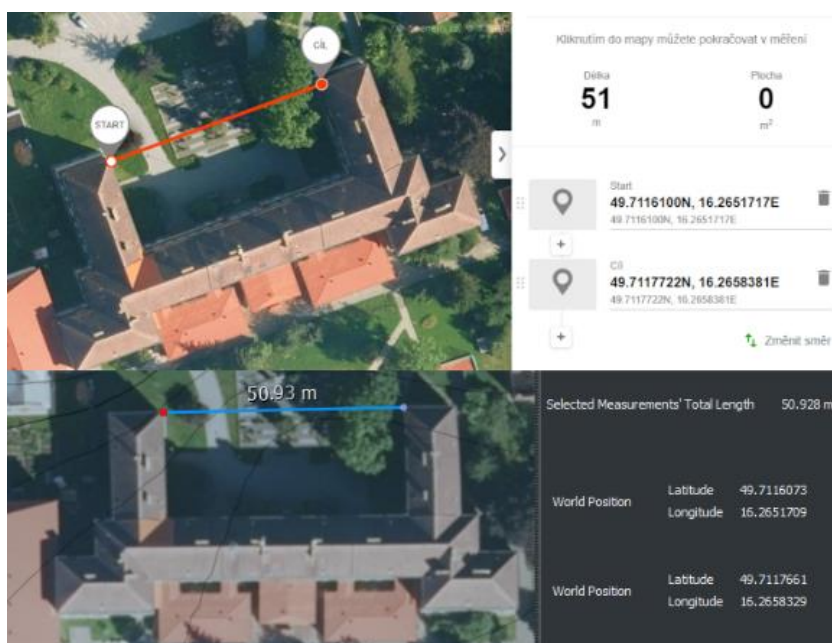 CÍL
START
Kliknutím do mapy můžete pokračovat v měření
Délka
51
m
Plocha
0
m²
Start
49.7116100N, 16.2651717E
49.7116100N, 16.2651717E
Cíl
49.7117722N, 16.2658381E
49.7117722N, 16.2658381E
Změnit směr
50.93 m
Selected Measurements' Total Length 50.928 m
World Position
Latitude 49.7116073
Longitude 16.2651709
World Position
Latitude 49.7117661
Longitude 16.2658329